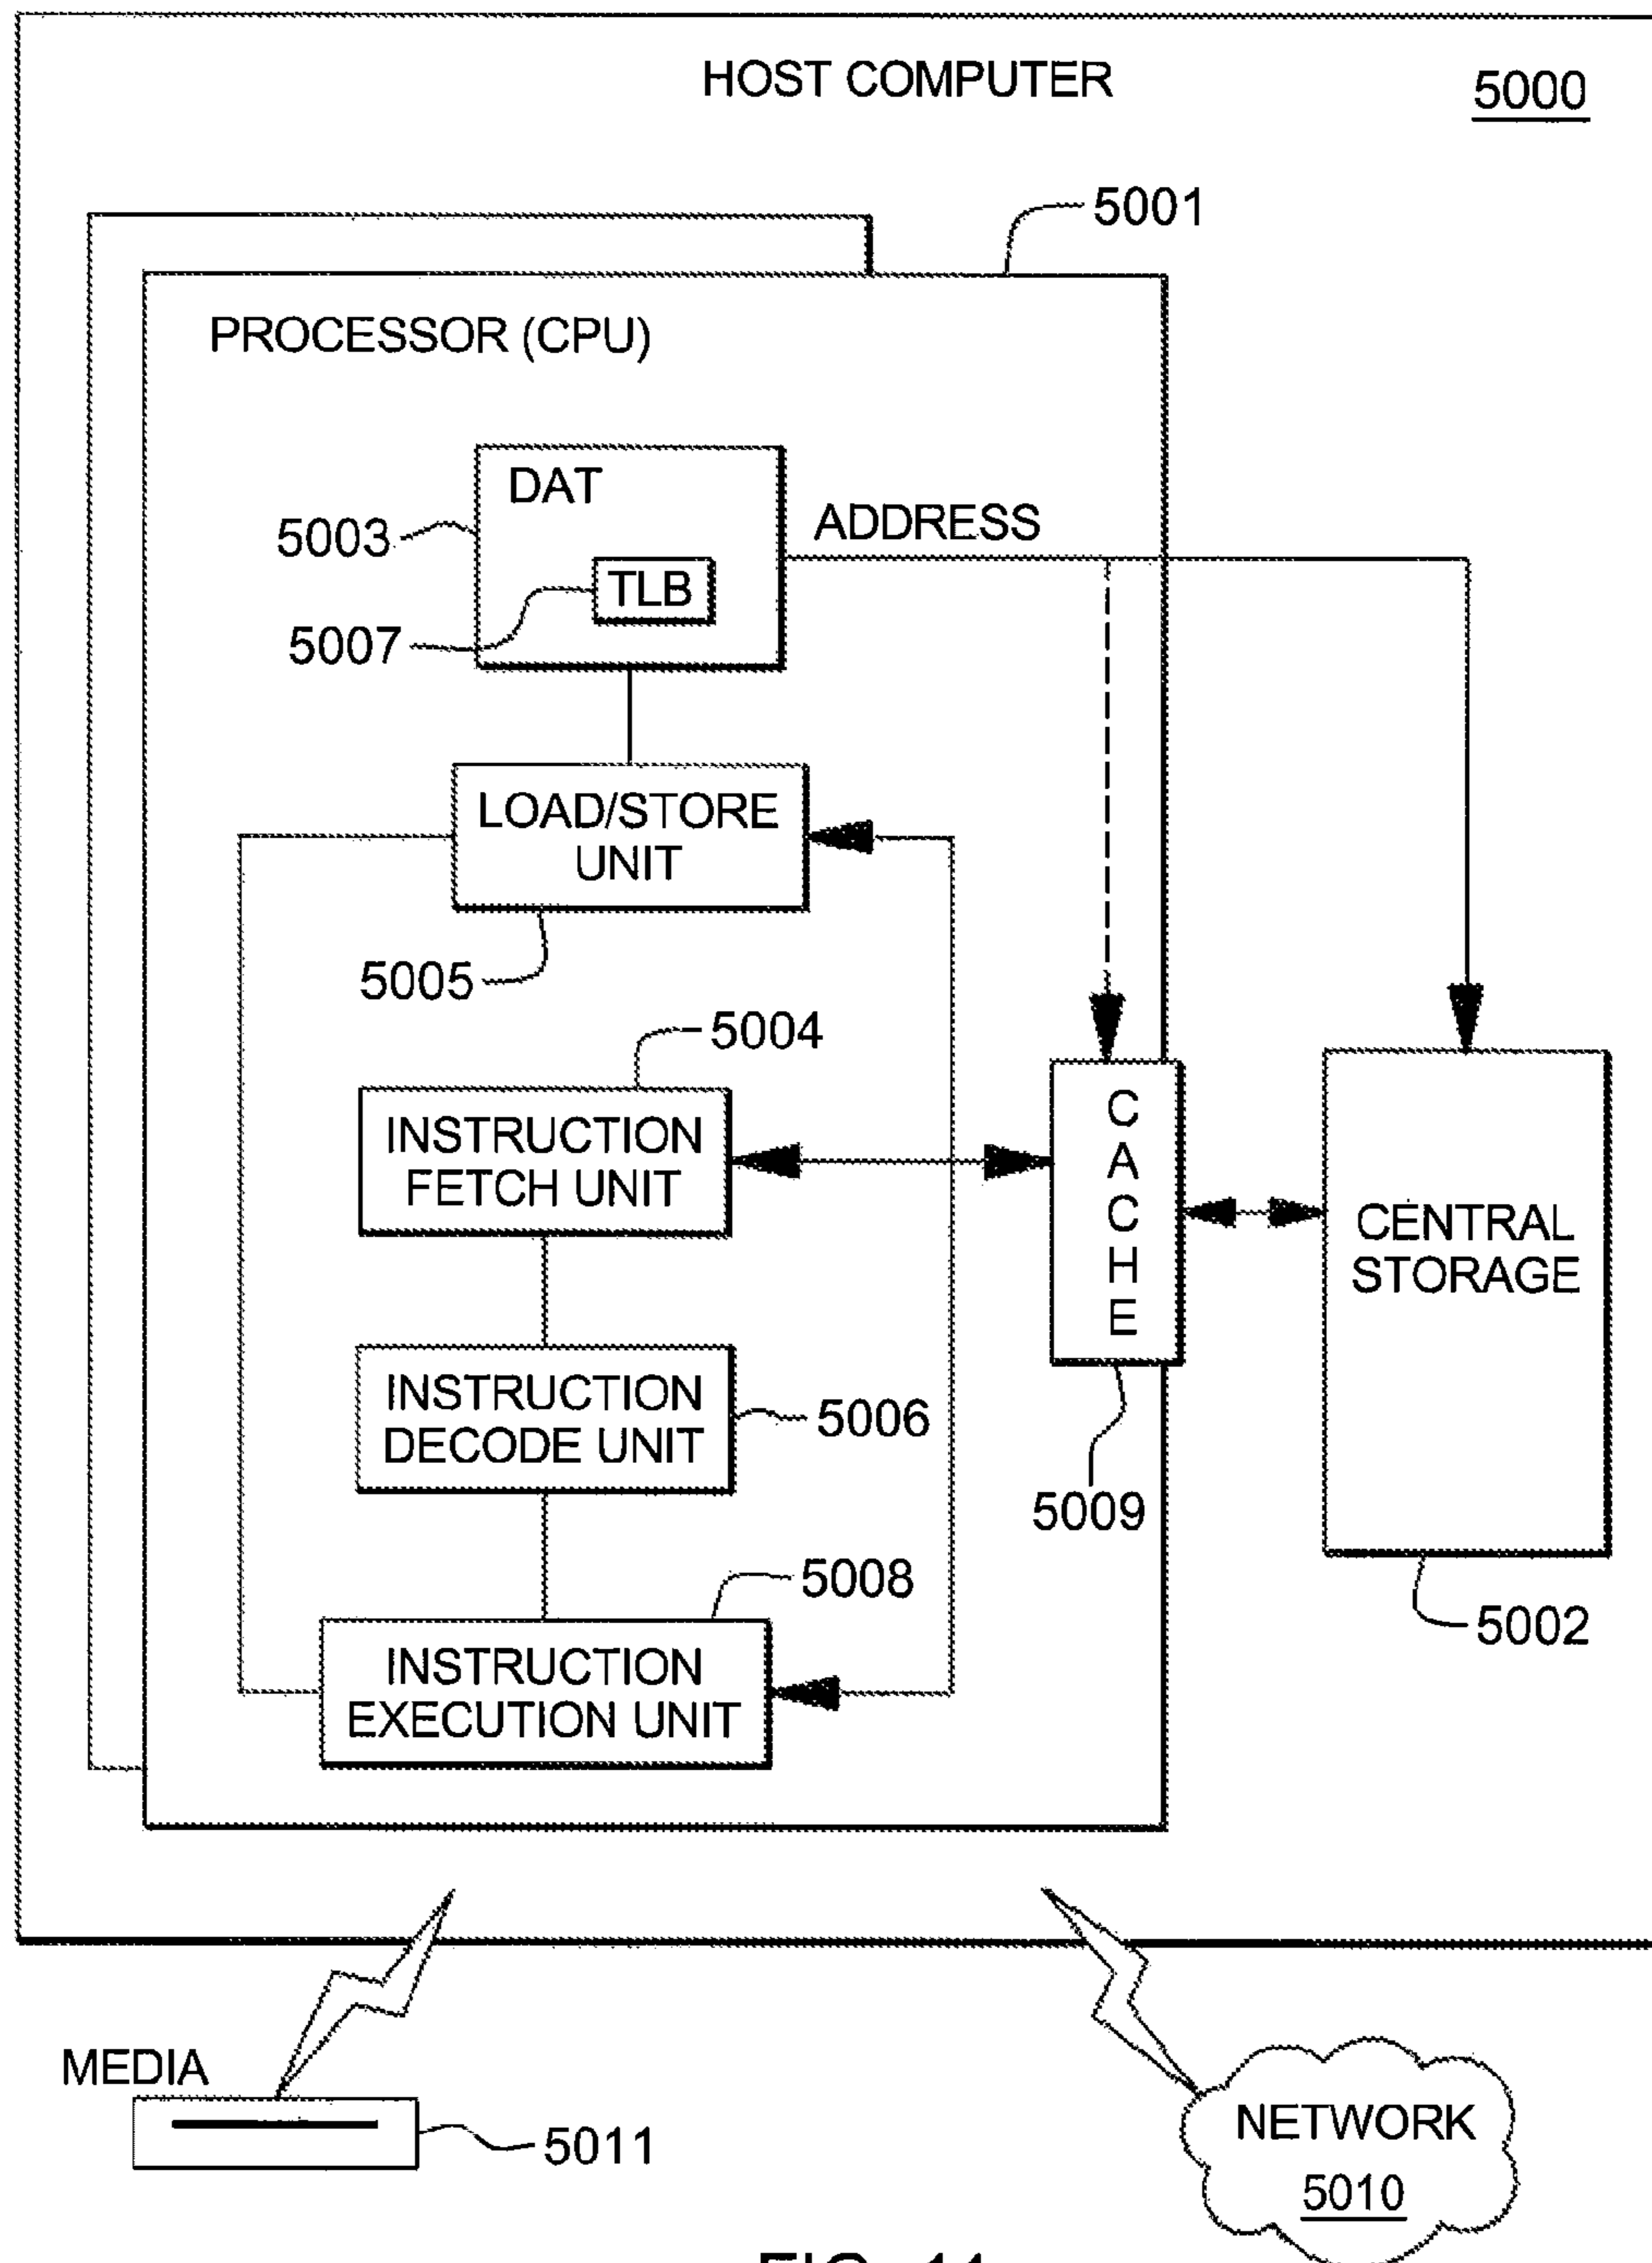 HOST COMPUTER
5000
5001
PROCESSOR (CPU)
DAT
5003
ADDRESS
TLB
5007
LOAD/STORE
UNIT
5005
5004
INSTRUCTION
FETCH UNIT
CACHE
CENTRAL
STORAGE
INSTRUCTION
DECODE UNIT
5006
5009
5008
5002
INSTRUCTION
EXECUTION UNIT
MEDIA
5011
NETWORK
5010